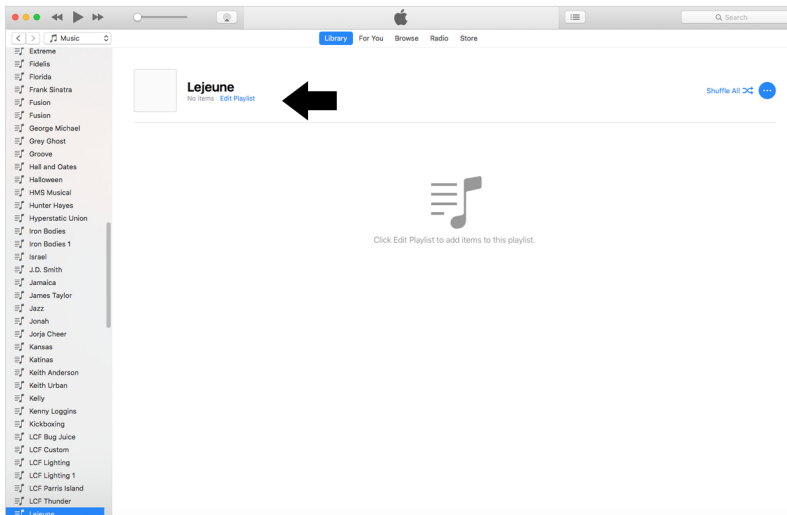 Search
Music
Library For You Browse Radio Store
Extreme
Fidelis
Florida
Frank Sinatra
Fusion
Fusion
George Michael
Grey Ghost
Groove
Hall and Oates
Halloween
HMS Musical
Hunter Hayes
Hyperstatic Union
Iron Bodies
Iron Bodies 1
Israel
J.D. Smith
Jamaica
James Taylor
Jazz
Jonah
Jorja Cheer
Kansas
Katinas
Keith Anderson
Keith Urban
Kelly
Kenny Loggins
Kickboxing
LCF Bug Juice
LCF Custom
LCF Lighting
LCF Lighting 1
LCF Parris Island
LCF Thunder
Lejeune
Lejeune
No items Edit Playlist
Shuffle All
Click Edit Playlist to add items to this playlist.